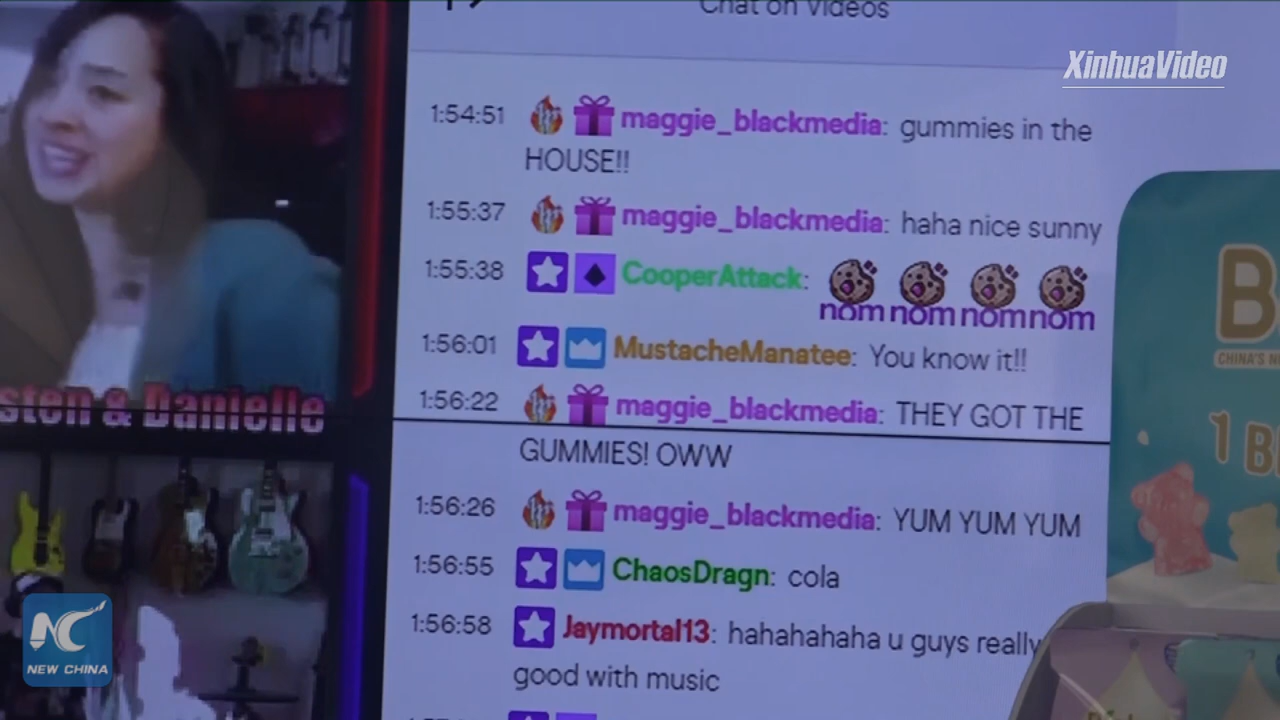 Chat on Videos
XinhuaVideo
1:54:51 maggie_blackmedia: gummies in the
HOUSE!!
1:55:37 maggie_blackmedia: haha nice sunny
1:55:38 CooperAttack:
nom nom nom nom
1:56:01 MustacheManatee: You know it!!
1:56:22 maggie_blackmedia: THEY GOT THE
GUMMIES! OWW
1:56:26 maggie_blackmedia: YUM YUM YUM
1:56:55 ChaosDragn: cola
1:56:58 Jaymortal13: hahahahaha u guys really
good with music
sten & Danielle
B
CHINA'S N
1 B
NC
NEW CHINA